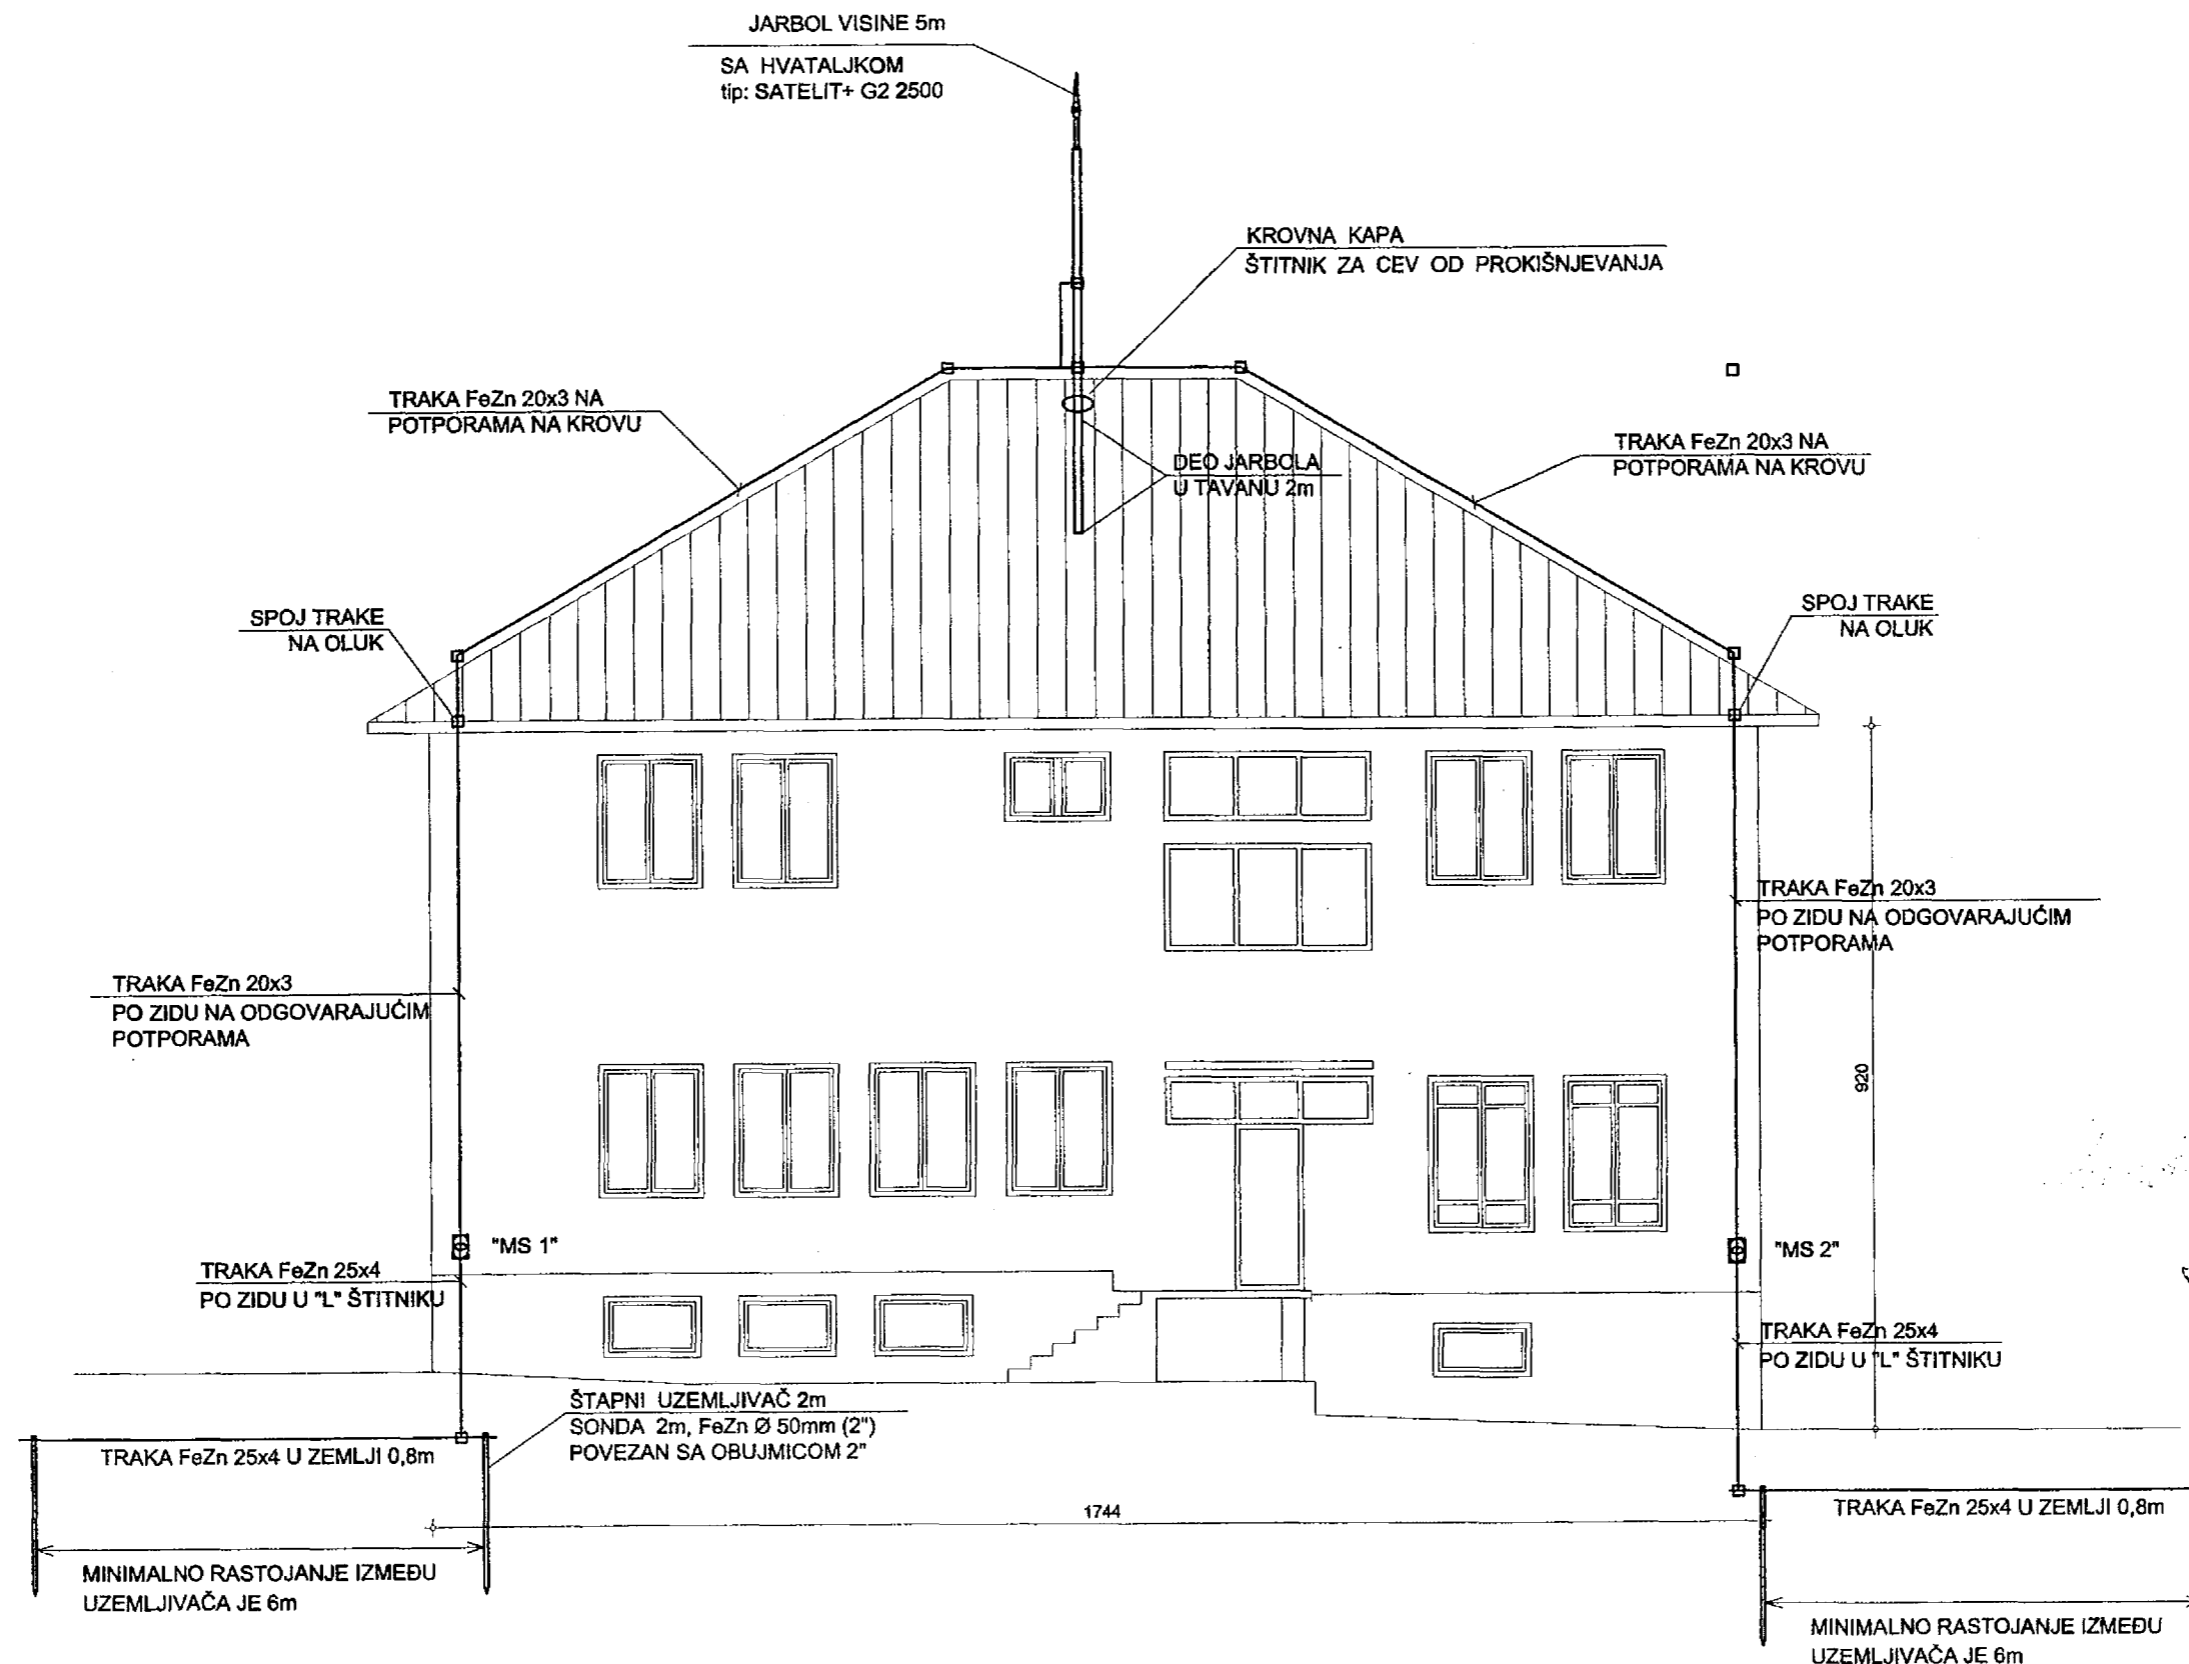 JARBOL VISINE 5m
SA HVATALJKOM
tip: SATELIT+ G2 2500
KROVNA KAPA
ŠTITNIK ZA CEV OD PROKIŠNJEVANJA
TRAKA FeZn 20x3 NA
POTPORAMA NA KROVU
TRAKA FeZn 20x3 NA
POTPORAMA NA KROVU
DEO JARBOLA
U TAVANU 2m
SPOJ TRAKE
NA OLUK
SPOJ TRAKE
NA OLUK
TRAKA FeZn 20x3
PO ZIDU NA ODGOVARAJUĆIM
POTPORAMA
TRAKA FeZn 20x3
PO ZIDU NA ODGOVARAJUĆIM
POTPORAMA
920
"MS 1"
"MS 2"
TRAKA FeZn 25x4
PO ZIDU U "L" ŠTITNIKU
TRAKA FeZn 25x4
PO ZIDU U "L" ŠTITNIKU
ŠTAPNI UZEMLJIVAČ 2m
SONDA 2m, FeZn Ø 50mm (2")
POVEZAN SA OBUJMICOM 2"
TRAKA FeZn 25x4 U ZEMLJI 0,8m
1744
TRAKA FeZn 25x4 U ZEMLJI 0,8m
MINIMALNO RASTOJANJE IZMEĐU
UZEMLJIVAČA JE 6m
MINIMALNO RASTOJANJE IZMEĐU
UZEMLJIVAČA JE 6m